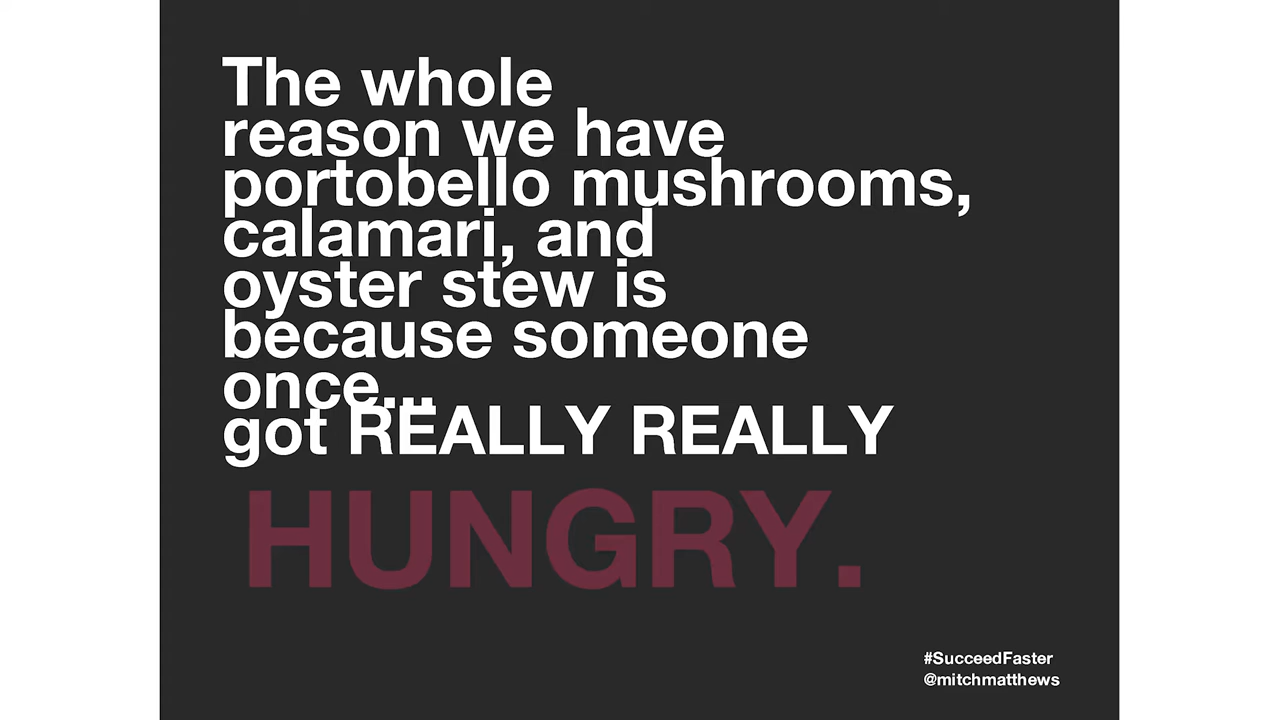 The whole
reason we have
portobello mushrooms,
calamari, and
oyster stew is
because someone
once...
got REALLY REALLY
HUNGRY.
#SucceedFaster
@mitchmatthews